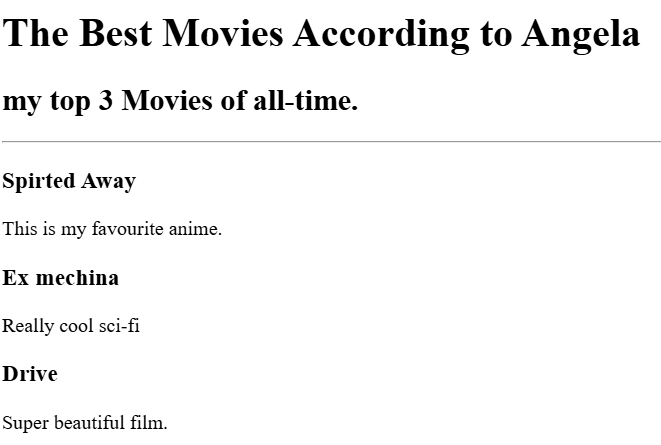 The Best Movies According to Angela
my top 3 Movies of all-time.
Spirted Away
This is my favourite anime.
Ex mechina
Really cool sci-fi
Drive
Super beautiful film.